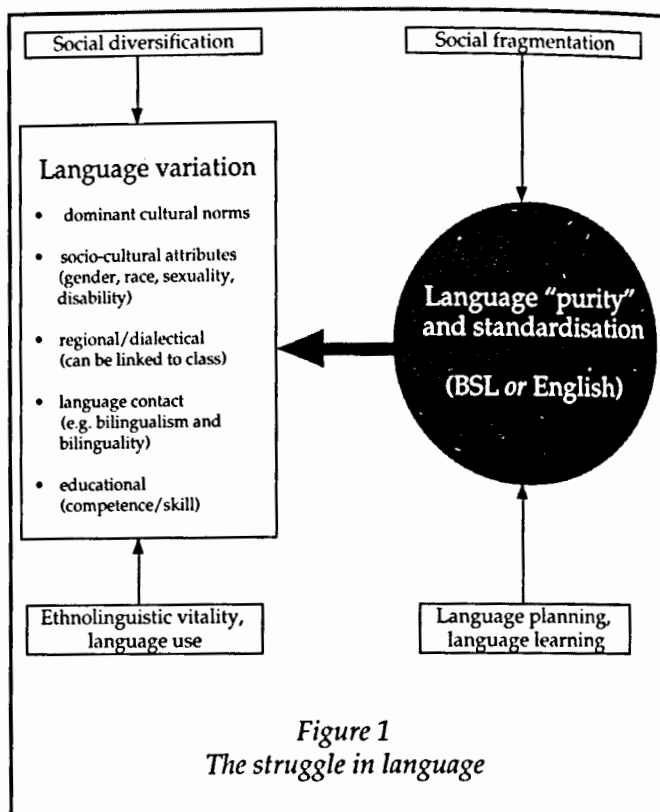 Social diversification
Social fragmentation
Language variation
• dominant cultural norms
• socio-cultural attributes
(gender, race, sexuality,
disability)
• regional/dialectical
(can be linked to class)
• language contact
(e.g. bilingualism and
bilinguality)
• educational
(competence/skill)
Language “purity”
and standardisation
(BSL or English)
Ethnolinguistic vitality,
language use
Language planning,
language learning
Figure 1
The struggle in language